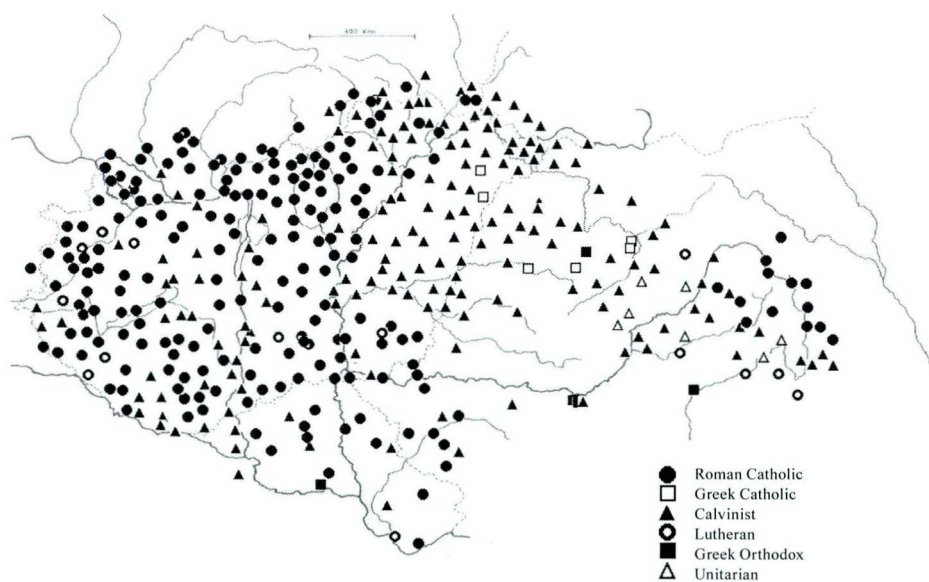 400 Km.
Roman Catholic
Greek Catholic
Calvinist
Lutheran
Greek Orthodox
Unitarian